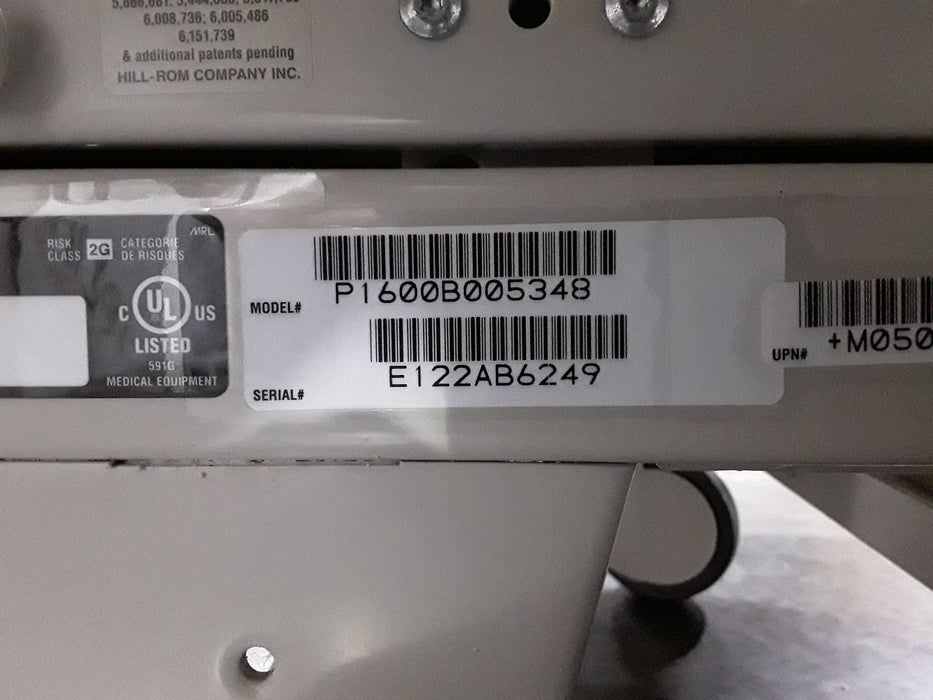 6,008,736; 6,005,486
6,151,739
& additional patents pending
HILL-ROM COMPANY INC.
RISK CLASS 2G CATÉGORIE DE RISQUES
MRL
C UL US
LISTED
591G
MEDICAL EQUIPMENT
MODEL# P1600B005348
SERIAL# E122AB6249
UPN# +M050